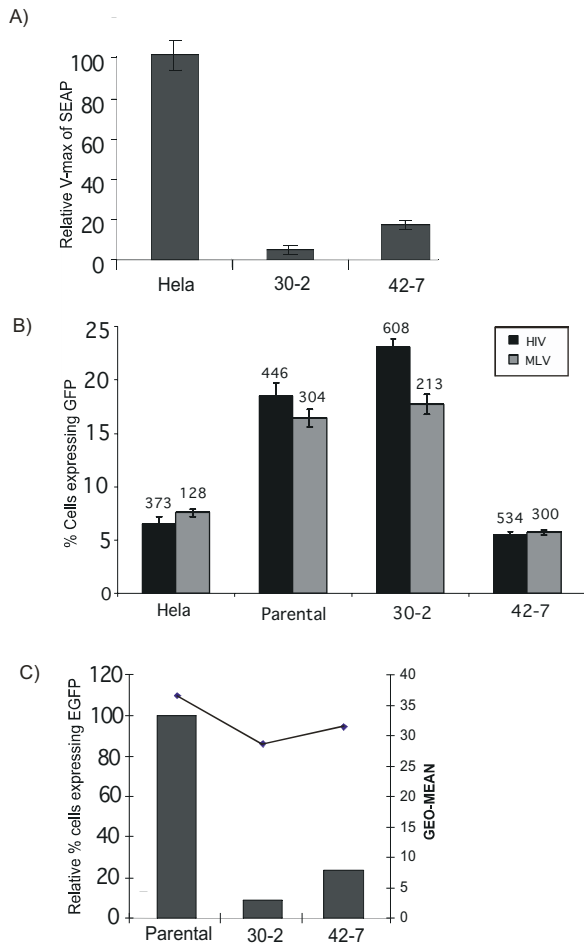 A)
Relative V-max of SEAP
100
80
60
40
20
0
Hela 30-2 42-7
B)
% Cells expressing GFP
25
20
15
10
5
0
373 128 446 304 608 213 534 300
HIV
MLV
Hela Parental 30-2 42-7
C)
Relative % cells expressing EGFP
120
100
80
60
40
20
0
40
35
30
25
20
15
10
5
0
GEO-MEAN
Parental 30-2 42-7